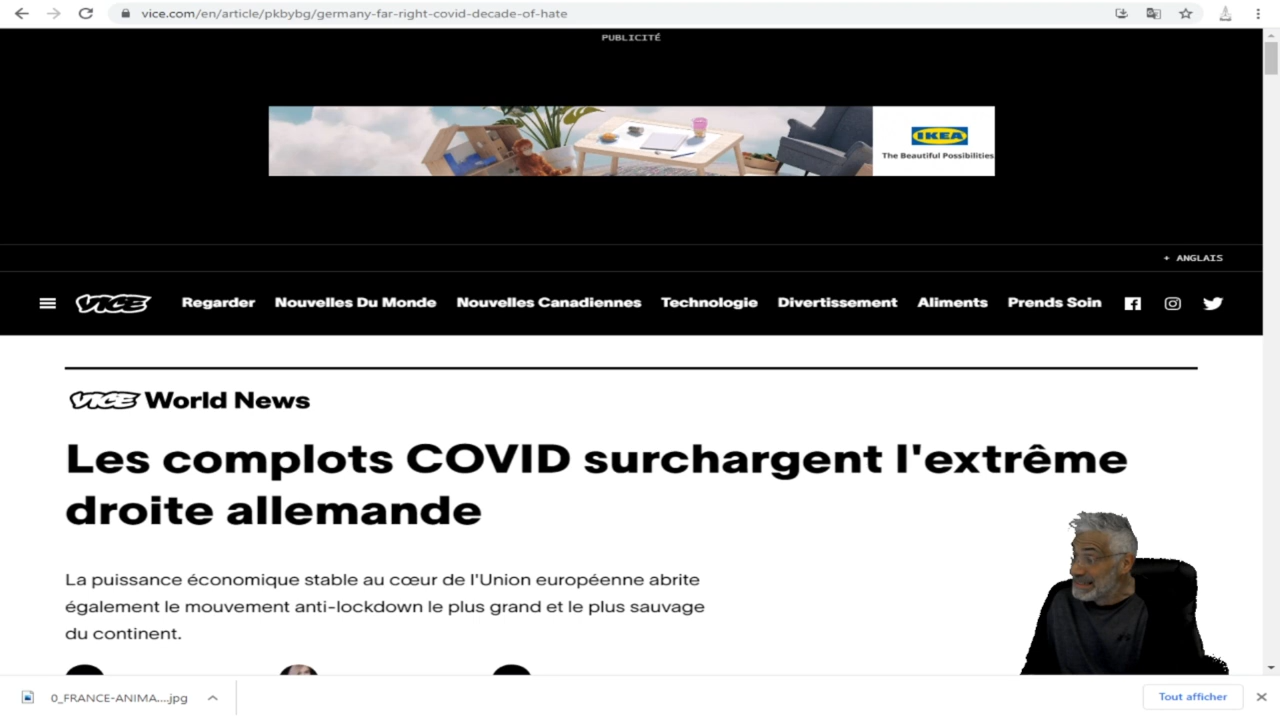 vice.com/en/article/pkbybg/germany-far-right-covid-decade-of-hate
PUBLICITÉ
IKEA
The Beautiful Possibilities
+ ANGLAIS
VICE Regarder Nouvelles Du Monde Nouvelles Canadiennes Technologie Divertissement Aliments Prends Soin
VICE World News
Les complots COVID surchargent l'extrême
droite allemande
La puissance économique stable au cœur de l'Union européenne abrite
également le mouvement anti-lockdown le plus grand et le plus sauvage
du continent.
0_FRANCE-ANIMA....jpg
Tout afficher